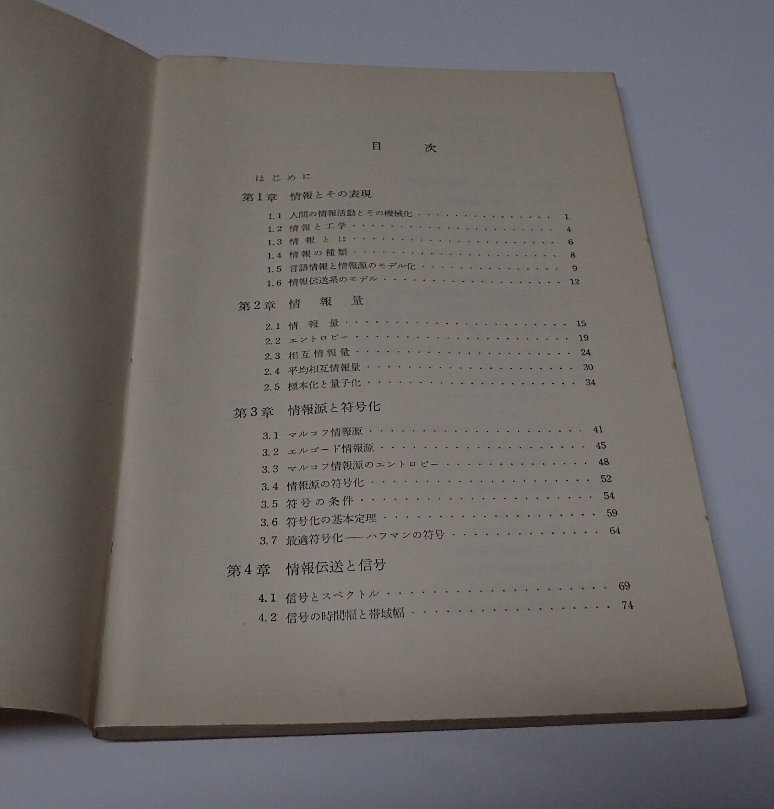 目 次
はじめに
第1章 情報とその表現
1.1 人間の情報活動とその機械化 ・・・・・・・・・・・・・・・ 1
1.2 情報と工学 ・・・・・・・・・・・・・・・・・・・・ 4
1.3 情報とは ・・・・・・・・・・・・・・・・・・・・ 6
1.4 情報の種類 ・・・・・・・・・・・・・・・・・・・・ 8
1.5 言語情報と情報源のモデル化 ・・・・・・・・・・・・・・ 9
1.6 情報伝送系のモデル ・・・・・・・・・・・・・・・・・・ 12
第2章 情報量
2.1 情報量 ・・・・・・・・・・・・・・・・・・・・・・ 15
2.2 エントロピー ・・・・・・・・・・・・・・・・・・・・ 19
2.3 相互情報量 ・・・・・・・・・・・・・・・・・・・・ 24
2.4 平均相互情報量 ・・・・・・・・・・・・・・・・・・・ 30
2.5 標本化と量子化 ・・・・・・・・・・・・・・・・・・・ 34
第3章 情報源と符号化
3.1 マルコフ情報源 ・・・・・・・・・・・・・・・・・・・ 41
3.2 エルゴード情報源 ・・・・・・・・・・・・・・・・・・ 45
3.3 マルコフ情報源のエントロピー ・・・・・・・・・・・・・ 48
3.4 情報源の符号化 ・・・・・・・・・・・・・・・・・・・ 52
3.5 符号の条件 ・・・・・・・・・・・・・・・・・・・・ 54
3.6 符号化の基本定理 ・・・・・・・・・・・・・・・・・・ 59
3.7 最適符号化——ハフマンの符号 ・・・・・・・・・・・・・ 64
第4章 情報伝送と信号
4.1 信号とスペクトル ・・・・・・・・・・・・・・・・・・ 69
4.2 信号の時間幅と帯域幅 ・・・・・・・・・・・・・・・・ 74